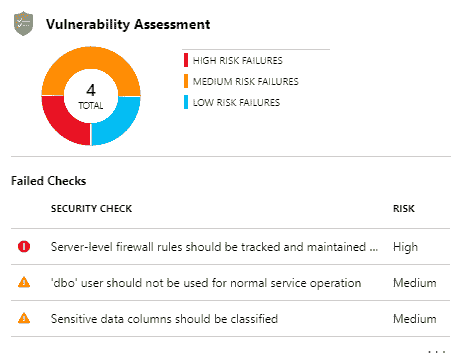 Vulnerability Assessment
4
TOTAL
HIGH RISK FAILURES
MEDIUM RISK FAILURES
LOW RISK FAILURES
Failed Checks
SECURITY CHECK RISK
Server-level firewall rules should be tracked and maintained ... High
'dbo' user should not be used for normal service operation Medium
Sensitive data columns should be classified Medium